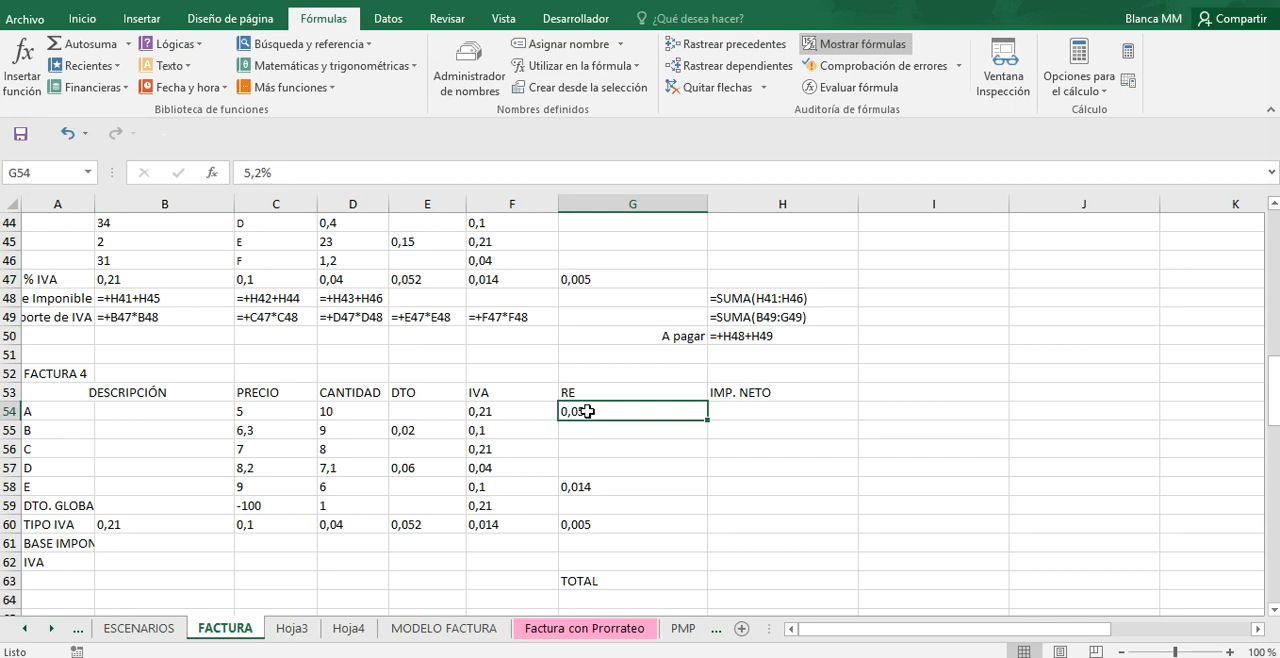 Archivo Inicio Insertar Diseño de página Fórmulas Datos Revisar Vista Desarrollador ¿Qué desea hacer? Blanca MM Compartir
fx Autosuma Lógicas Búsqueda y referencia Asignar nombre Rastrear precedentes Mostrar fórmulas
Insertar función Recientes Texto Matemáticas y trigonométricas Administrador de nombres Utilizar en la fórmula Rastrear dependientes Comprobación de errores Ventana Inspección Opciones para el cálculo
Financieras Fecha y hora Más funciones Crear desde la selección Quitar flechas Evaluar fórmula
Biblioteca de funciones Nombres definidos Auditoría de fórmulas Cálculo
G54 fx 5,2%
A B C D E F G H I J K
44 34 D 0,4 0,1
45 2 E 23 0,15 0,21
46 31 F 1,2 0,04
47 % IVA 0,21 0,1 0,04 0,052 0,014 0,005
48 e Imponible =+H41+H45 =+H42+H44 =+H43+H46 =SUMA(H41:H46)
49 porte de IVA =+B47*B48 =+C47*C48 =+D47*D48 =+E47*E48 =+F47*F48 =SUMA(B49:G49)
50 A pagar =+H48+H49
51
52 FACTURA 4
53 DESCRIPCIÓN PRECIO CANTIDAD DTO IVA RE IMP. NETO
54 A 5 10 0,21
55 B 6,3 9 0,02 0,1
56 C 7 8 0,21
57 D 8,2 7,1 0,06 0,04
58 E 9 6 0,1 0,014
59 DTO. GLOBA -100 1 0,21
60 TIPO IVA 0,21 0,1 0,04 0,052 0,014 0,005
61 BASE IMPON
62 IVA
63 TOTAL
64
... ESCENARIOS FACTURA Hoja3 Hoja4 MODELO FACTURA Factura con Prorrateo PMP ...
Listo 100 %